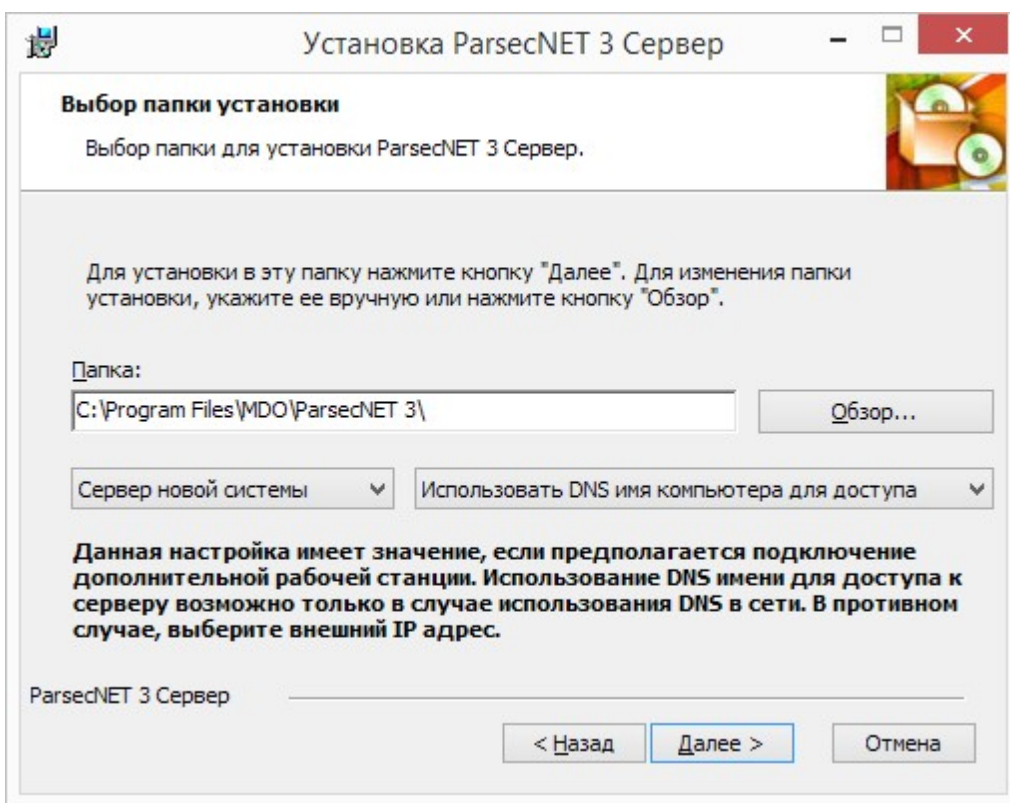 Установка ParsecNET 3 Сервер
Выбор папки установки
Выбор папки для установки ParsecNET 3 Сервер.
Для установки в эту папку нажмите кнопку "Далее". Для изменения папки
установки, укажите ее вручную или нажмите кнопку "Обзор".
Папка:
C:\Program Files\MDO\ParsecNET 3\
Обзор...
Сервер новой системы
Использовать DNS имя компьютера для доступа
Данная настройка имеет значение, если предполагается подключение
дополнительной рабочей станции. Использование DNS имени для доступа к
серверу возможно только в случае использования DNS в сети. В противном
случае, выберите внешний IP адрес.
ParsecNET 3 Сервер
< Назад
Далее >
Отмена